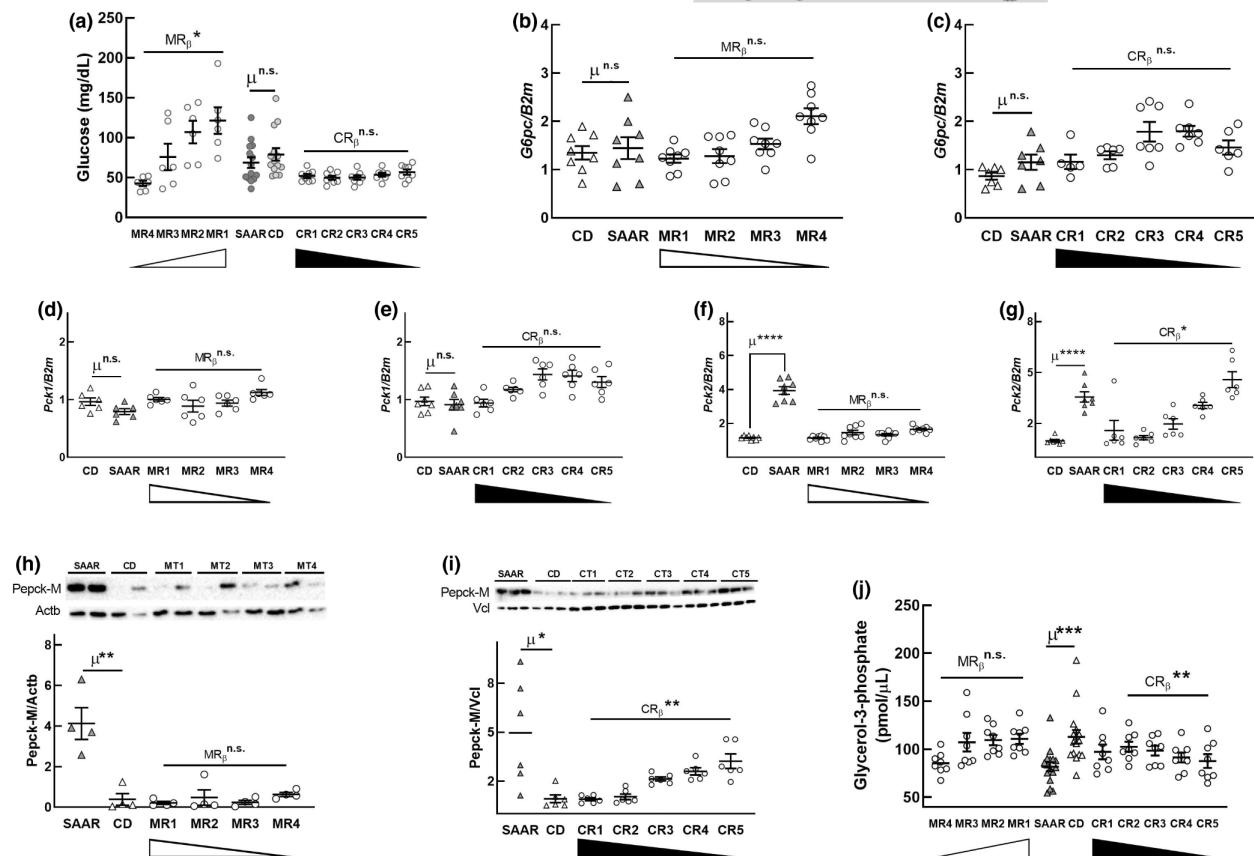 (a)
Glucose (mg/dL)
250
200
150
100
50
0
MRβ*
μ n.s.
CRβ n.s.
MR4 MR3 MR2 MR1 SAAR CD CR1 CR2 CR3 CR4 CR5
(b)
G6pc/B2m
4
3
2
1
0
μ n.s
MRβ n.s.
CD SAAR MR1 MR2 MR3 MR4
(c)
G6pc/B2m
4
3
2
1
0
μ n.s.
CRβ n.s.
CD SAAR CR1 CR2 CR3 CR4 CR5
(d)
Pck1/B2m
2
1
0
μ n.s.
MRβ n.s.
CD SAAR MR1 MR2 MR3 MR4
(e)
Pck1/B2m
2
1
0
μ n.s.
CRβ n.s.
CD SAAR CR1 CR2 CR3 CR4 CR5
(f)
Pck2/B2m
8
6
4
2
μ ****
MRβ n.s.
CD SAAR MR1 MR2 MR3 MR4
(g)
Pck2/B2m
8
5
2
μ ****
CRβ *
CD SAAR CR1 CR2 CR3 CR4 CR5
(h)
SAAR CD MT1 MT2 MT3 MT4
Pepck-M
Actb
Pepck-M/Actb
8
6
4
2
0
μ**
MRβ n.s.
SAAR CD MR1 MR2 MR3 MR4
(i)
SAAR CD CT1 CT2 CT3 CT4 CT5
Pepck-M
Vcl
Pepck-M/Vcl
8
5
2
μ *
CRβ **
SAAR CD CR1 CR2 CR3 CR4 CR5
(j)
Glycerol-3-phosphate
(pmol/μL)
250
200
150
100
50
MRβ n.s.
μ***
CRβ **
MR4 MR3 MR2 MR1 SAAR CD CR1 CR2 CR3 CR4 CR5